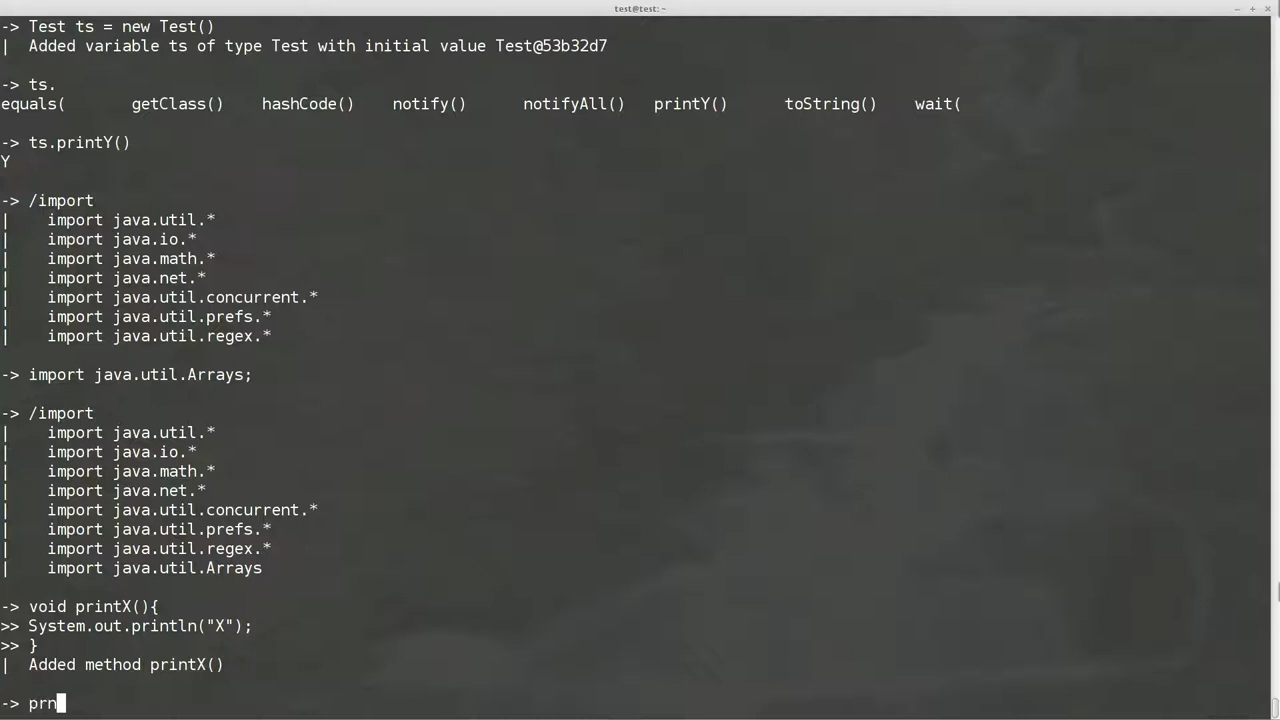 test@test: ~
-> Test ts = new Test()
|  Added variable ts of type Test with initial value Test@53b32d7
-> ts.
equals(       getClass()    hashCode()    notify()      notifyAll()   printY()      toString()    wait(
-> ts.printY()
Y
-> /import
|    import java.util.*
|    import java.io.*
|    import java.math.*
|    import java.net.*
|    import java.util.concurrent.*
|    import java.util.prefs.*
|    import java.util.regex.*
-> import java.util.Arrays;
-> /import
|    import java.util.*
|    import java.io.*
|    import java.math.*
|    import java.net.*
|    import java.util.concurrent.*
|    import java.util.prefs.*
|    import java.util.regex.*
|    import java.util.Arrays
-> void printX(){
>> System.out.println("X");
>> }
|  Added method printX()
-> prn